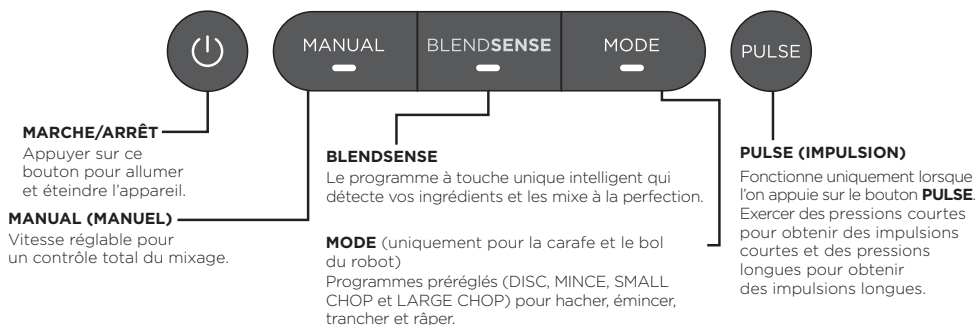 MANUAL
BLENDSENSE
MODE
PULSE
MARCHE/ARRÊT
Appuyer sur ce
bouton pour allumer
et éteindre l’appareil.
MANUAL (MANUEL)
Vitesse réglable pour
un contrôle total du mixage.
BLENDSENSE
Le programme à touche unique intelligent qui
détecte vos ingrédients et les mixe à la perfection.
MODE (uniquement pour la carafe et le bol
du robot)
Programmes préréglés (DISC, MINCE, SMALL
CHOP et LARGE CHOP) pour hacher, émincer,
trancher et râper.
PULSE (IMPULSION)
Fonctionne uniquement lorsque
l’on appuie sur le bouton PULSE.
Exercer des pressions courtes
pour obtenir des impulsions
courtes et des pressions
longues pour obtenir
des impulsions longues.